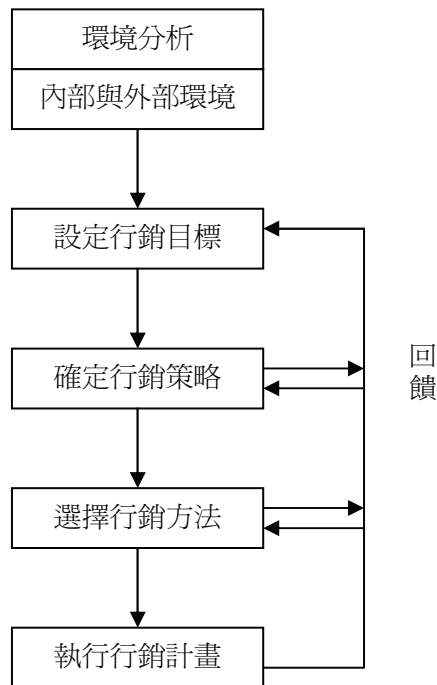 環境分析
內部與外部環境
設定行銷目標
確定行銷策略
選擇行銷方法
執行行銷計畫
回饋